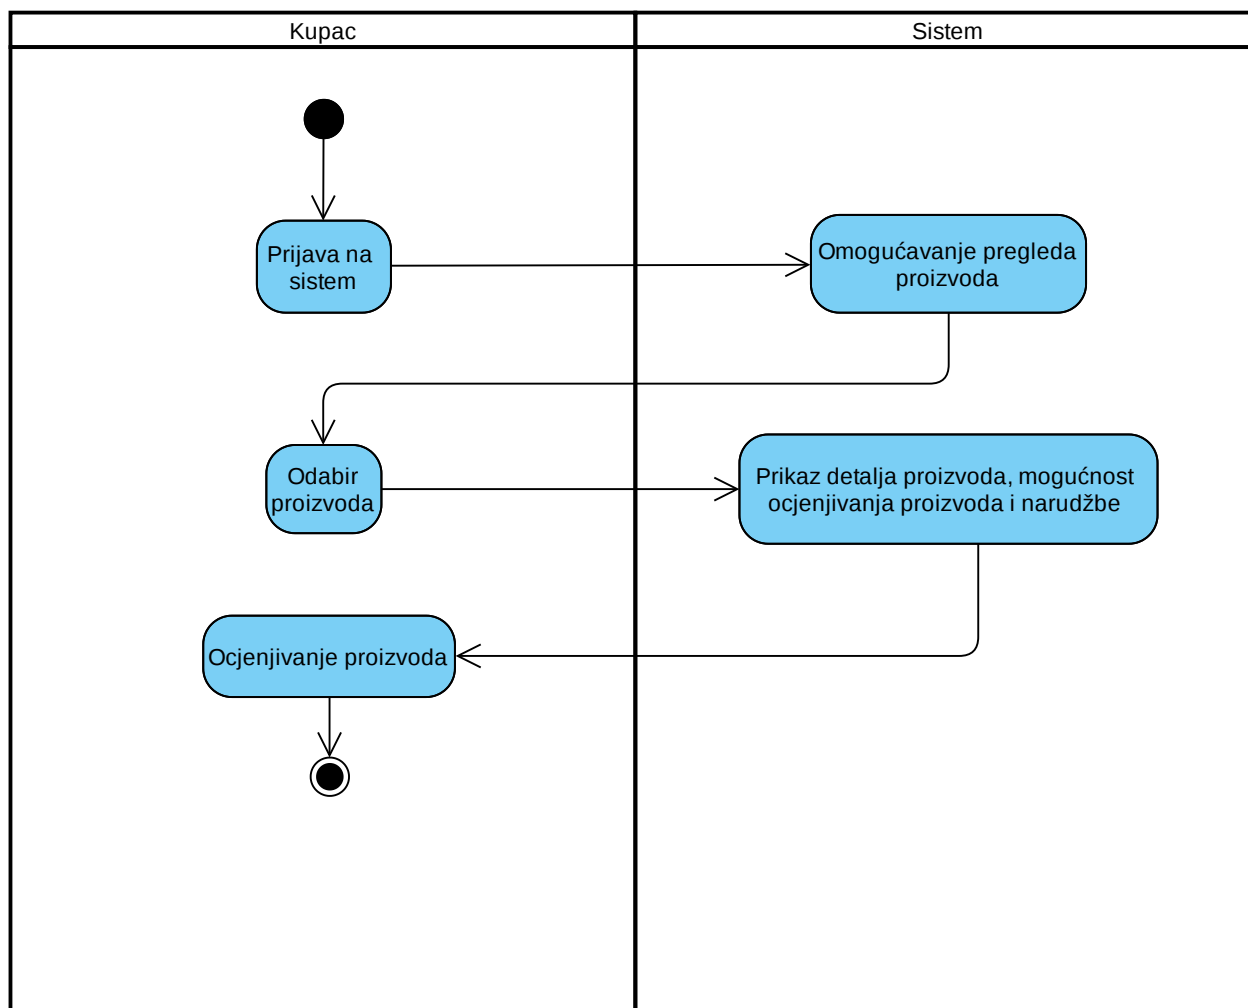 Kupac
Sistem
Prijava na
sistem
Omogućavanje pregleda
proizvoda
Odabir
proizvoda
Prikaz detalja proizvoda, mogućnost
ocjenjivanja proizvoda i narudžbe
Ocjenjivanje proizvoda